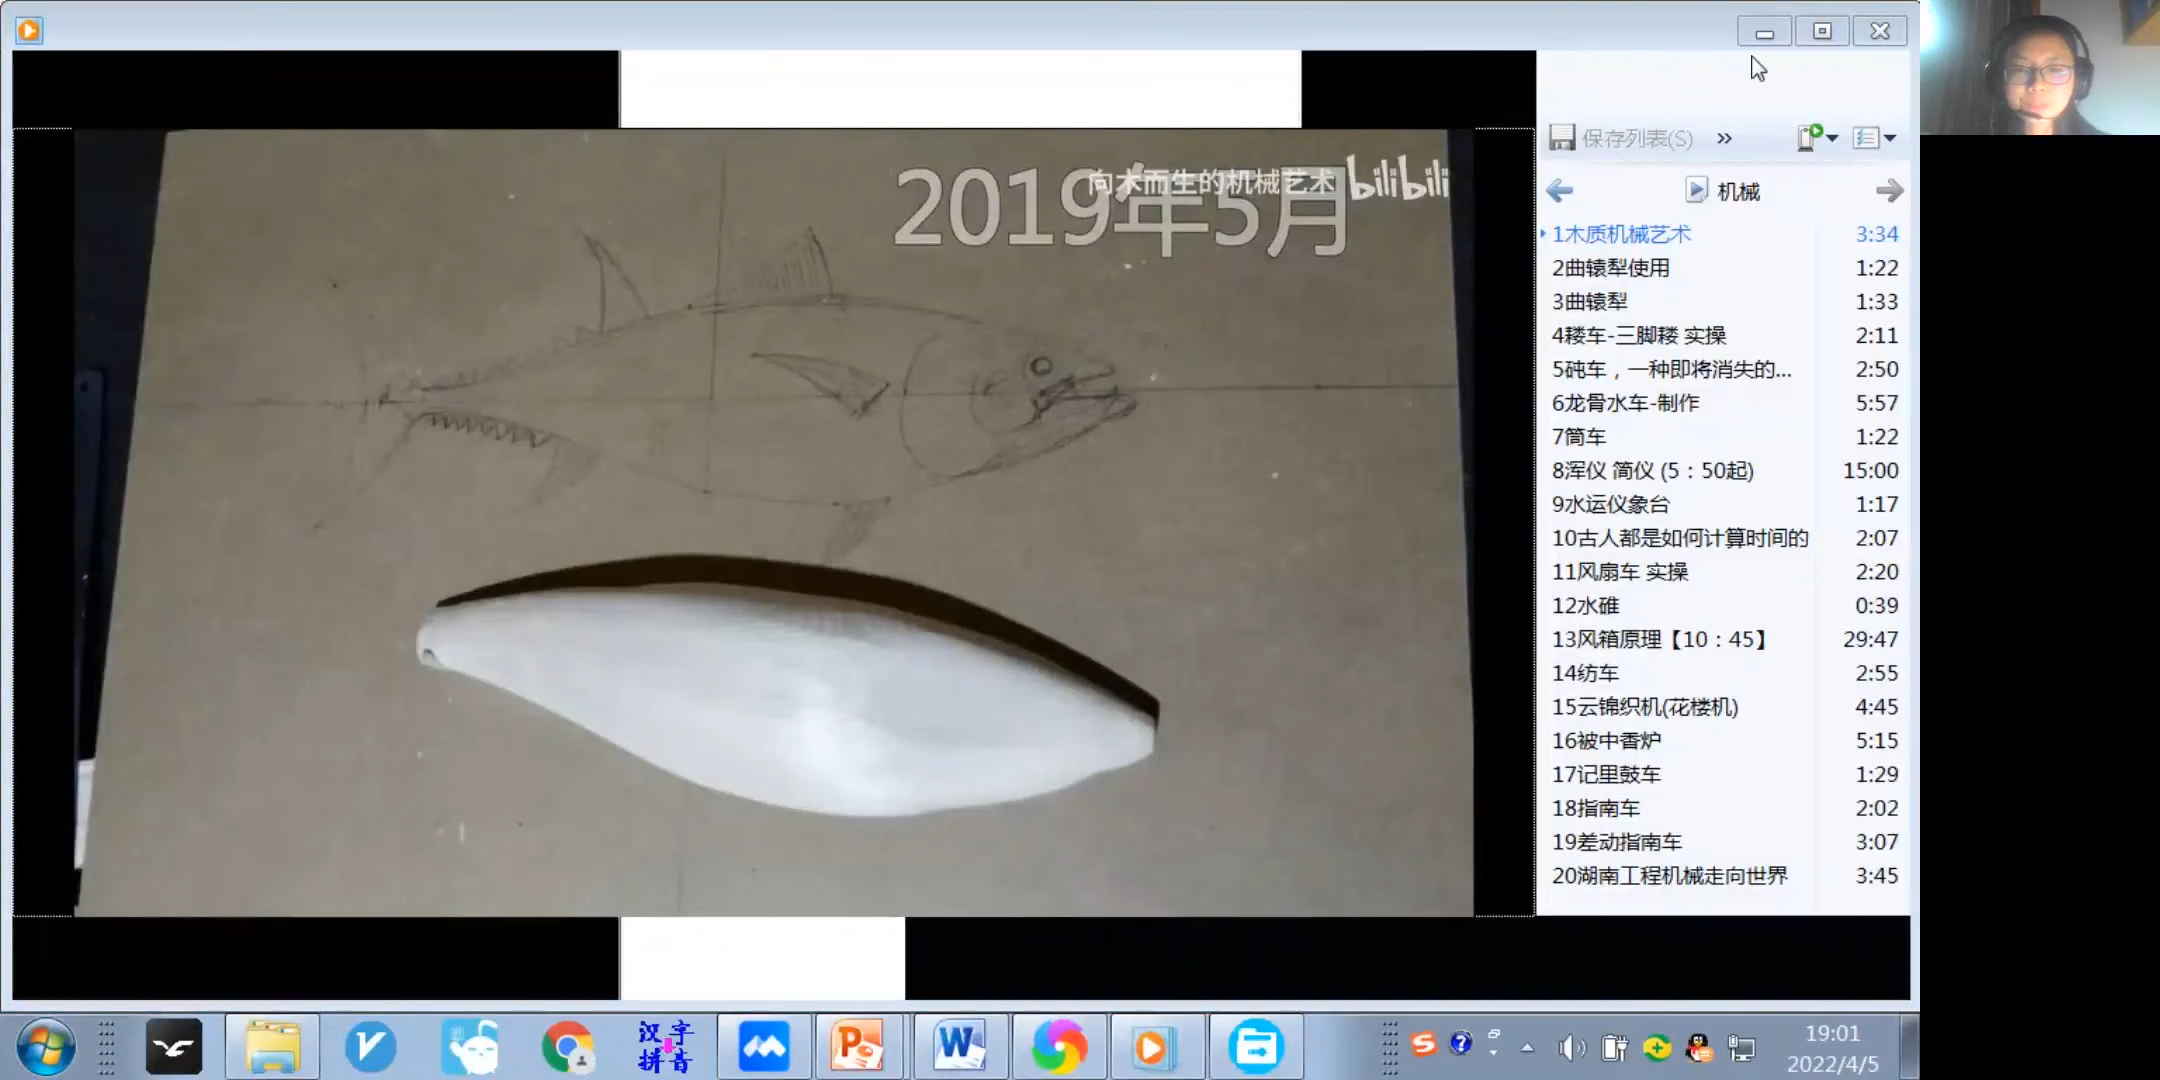 2019年5月
向木而生的机械艺术
bilibili
保存列表(S)
»
机械
1木质机械艺术 3:34
2曲辕犁使用 1:22
3曲辕犁 1:33
4耧车-三脚耧 实操 2:11
5砘车，一种即将消失的... 2:50
6龙骨水车-制作 5:57
7筒车 1:22
8浑仪 简仪 (5：50起) 15:00
9水运仪象台 1:17
10古人都是如何计算时间的 2:07
11风扇车 实操 2:20
12水碓 0:39
13风箱原理【10：45】 29:47
14纺车 2:55
15云锦织机(花楼机) 4:45
16被中香炉 5:15
17记里鼓车 1:29
18指南车 2:02
19差动指南车 3:07
20湖南工程机械走向世界 3:45
汉字
拼音
19:01
2022/4/5